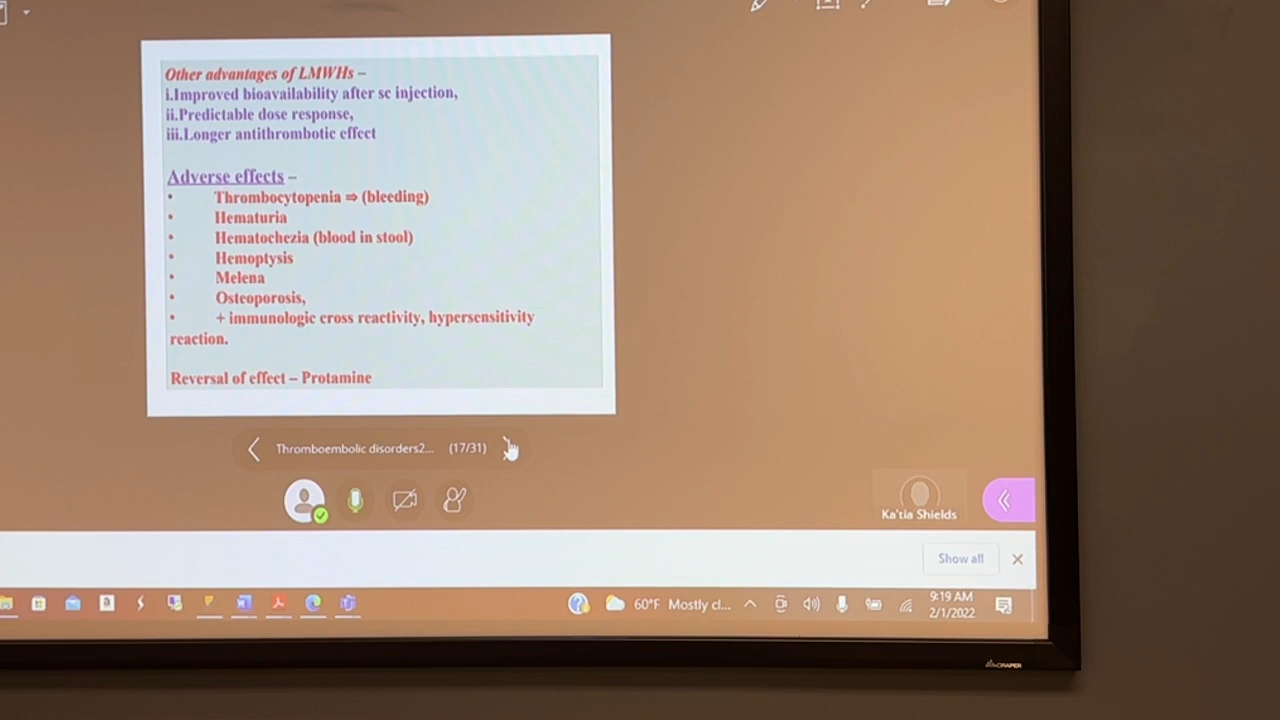 Other advantages of LMWHs –
i.Improved bioavailability after sc injection,
ii.Predictable dose response,
iii.Longer antithrombotic effect
Adverse effects –
• Thrombocytopenia ⇒ (bleeding)
• Hematuria
• Hematochezia (blood in stool)
• Hemoptysis
• Melena
• Osteoporosis,
• + immunologic cross reactivity, hypersensitivity
reaction.
Reversal of effect – Protamine
Thromboembolic disorders2... (17/31)
Ka'tia Shields
Show all
60°F Mostly cl...
9:19 AM
2/1/2022
DRAPER